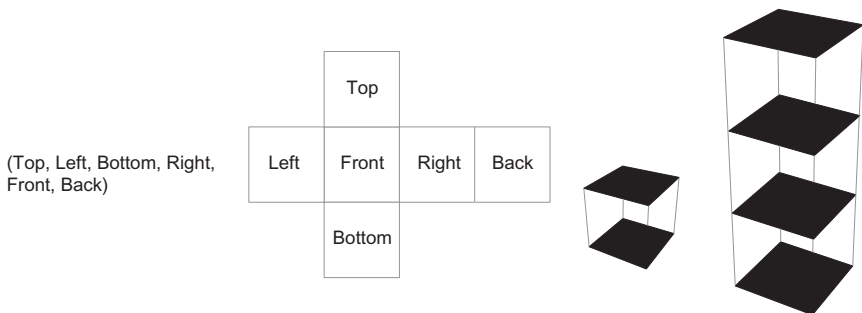 (Top, Left, Bottom, Right,
Front, Back)
Top
Left Front Right Back
Bottom